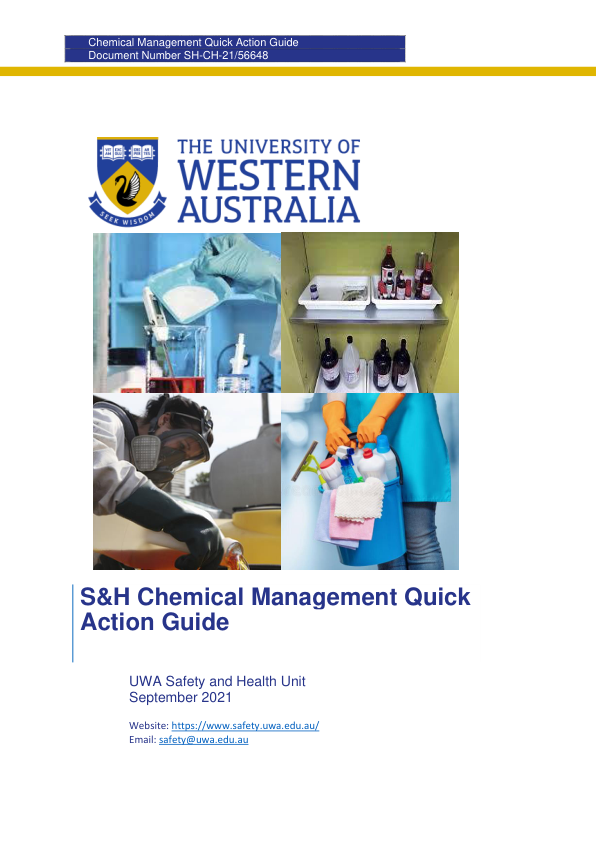 Chemical Management Quick Action Guide
Document Number SH-CH-21/56648
THE UNIVERSITY OF
WESTERN
AUSTRALIA
SEEK WISDOM
S&H Chemical Management Quick
Action Guide
UWA Safety and Health Unit
September 2021
Website: https://www.safety.uwa.edu.au/
Email: safety@uwa.edu.au